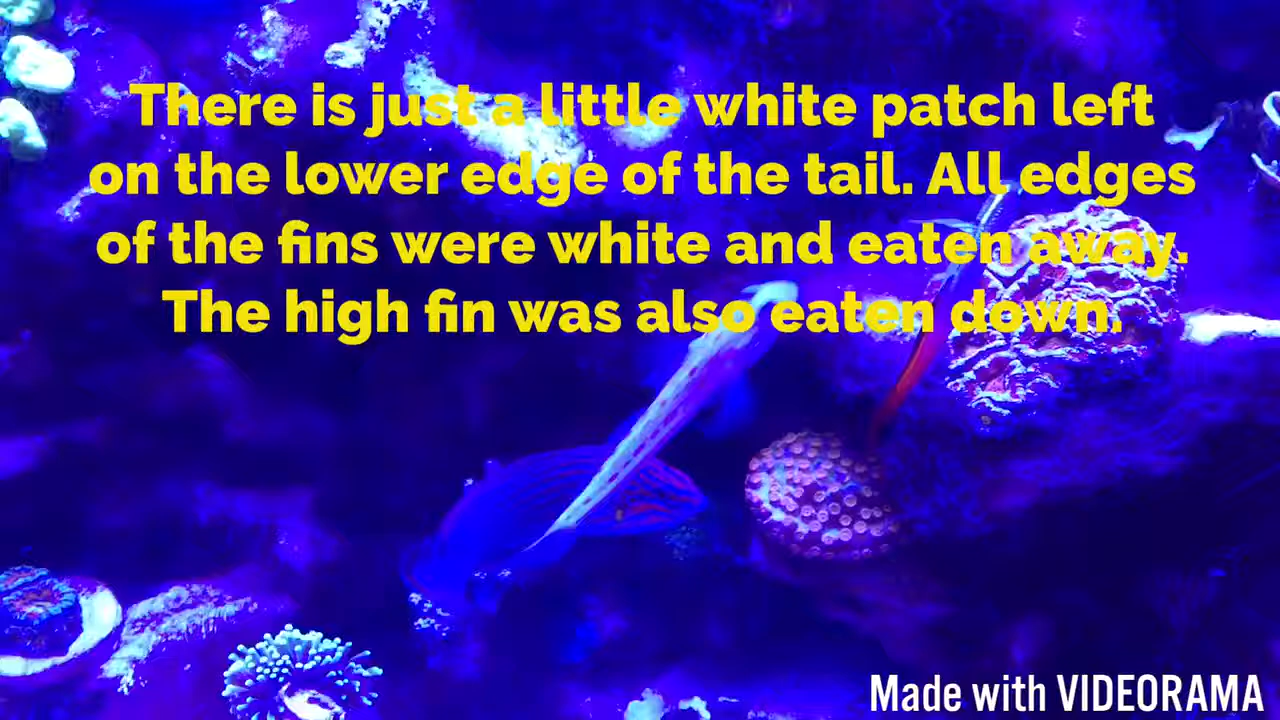 There is just a little white patch left
on the lower edge of the tail. All edges
of the fins were white and eaten away.
The high fin was also eaten down.
Made with VIDEORAMA